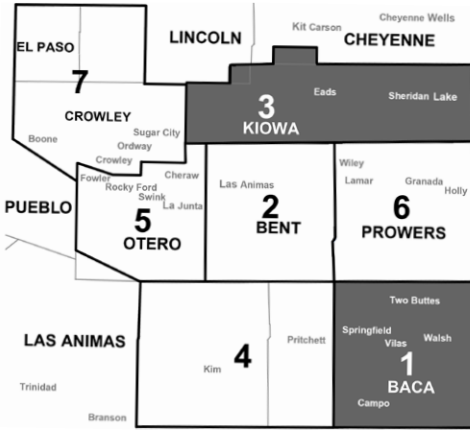 LINCOLN
Kit Carson
Cheyenne Wells
CHEYENNE
EL PASO
7
CROWLEY
Boone
Sugar City
Ordway
Crowley
3
KIOWA
Eads
Sheridan Lake
Fowler
Cheraw
Rocky Ford
Swink
La Junta
5
OTERO
PUEBLO
Las Animas
2
BENT
Wiley
Lamar
Granada
Holly
6
PROWERS
LAS ANIMAS
Trinidad
Branson
Kim
4
Pritchett
Two Buttes
Springfield
Vilas
Walsh
1
BACA
Campo